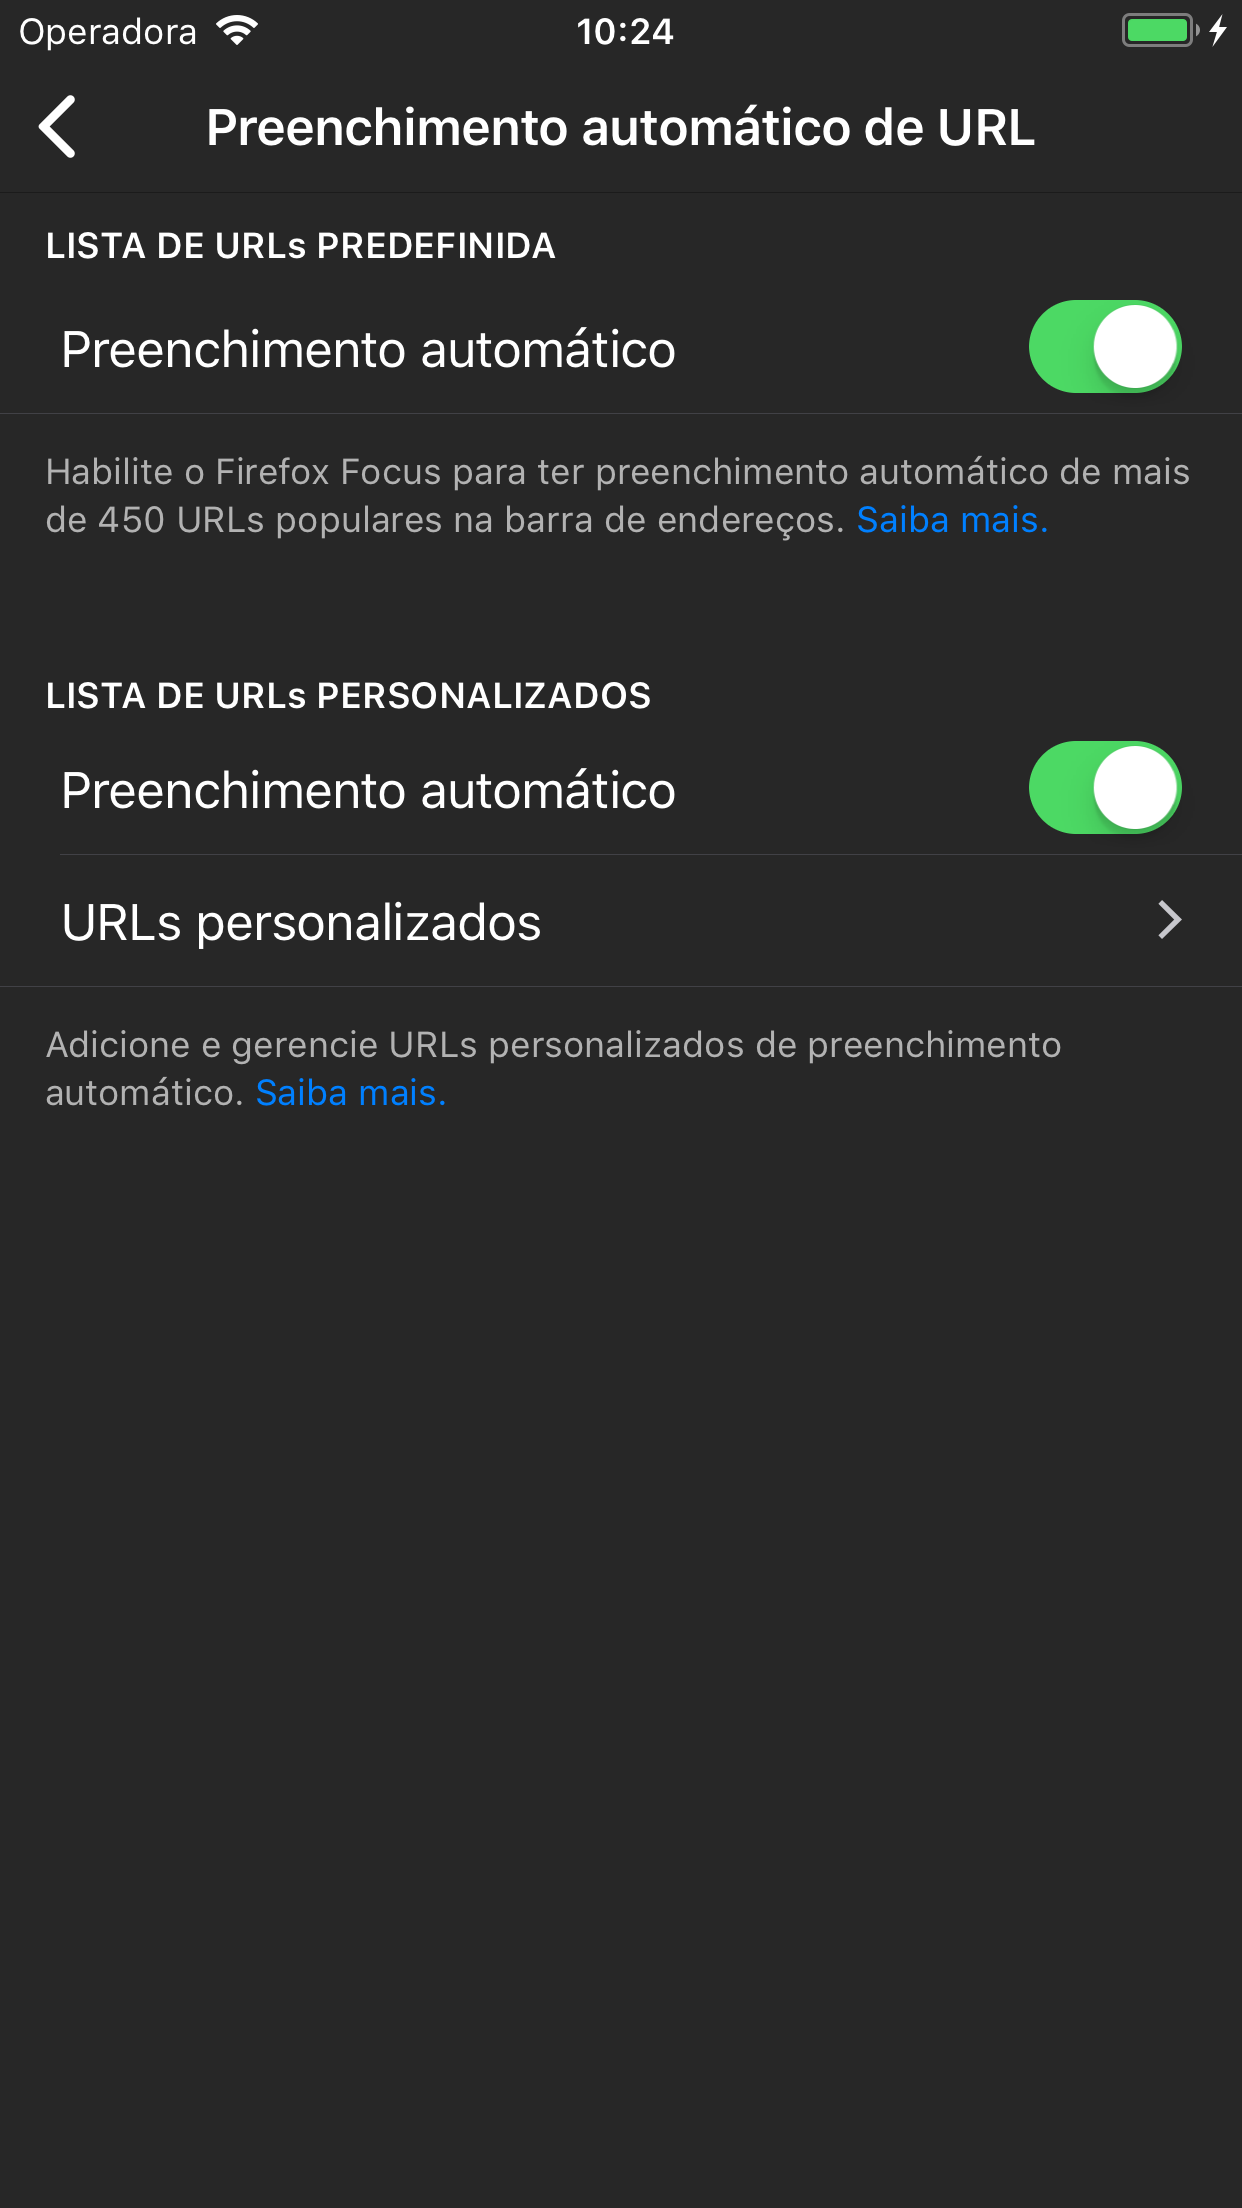 Operadora
10:24
Preenchimento automático de URL
LISTA DE URLs PREDEFINIDA
Preenchimento automático
Habilite o Firefox Focus para ter preenchimento automático de mais
de 450 URLs populares na barra de endereços. Saiba mais.
LISTA DE URLs PERSONALIZADOS
Preenchimento automático
URLs personalizados
Adicione e gerencie URLs personalizados de preenchimento
automático. Saiba mais.